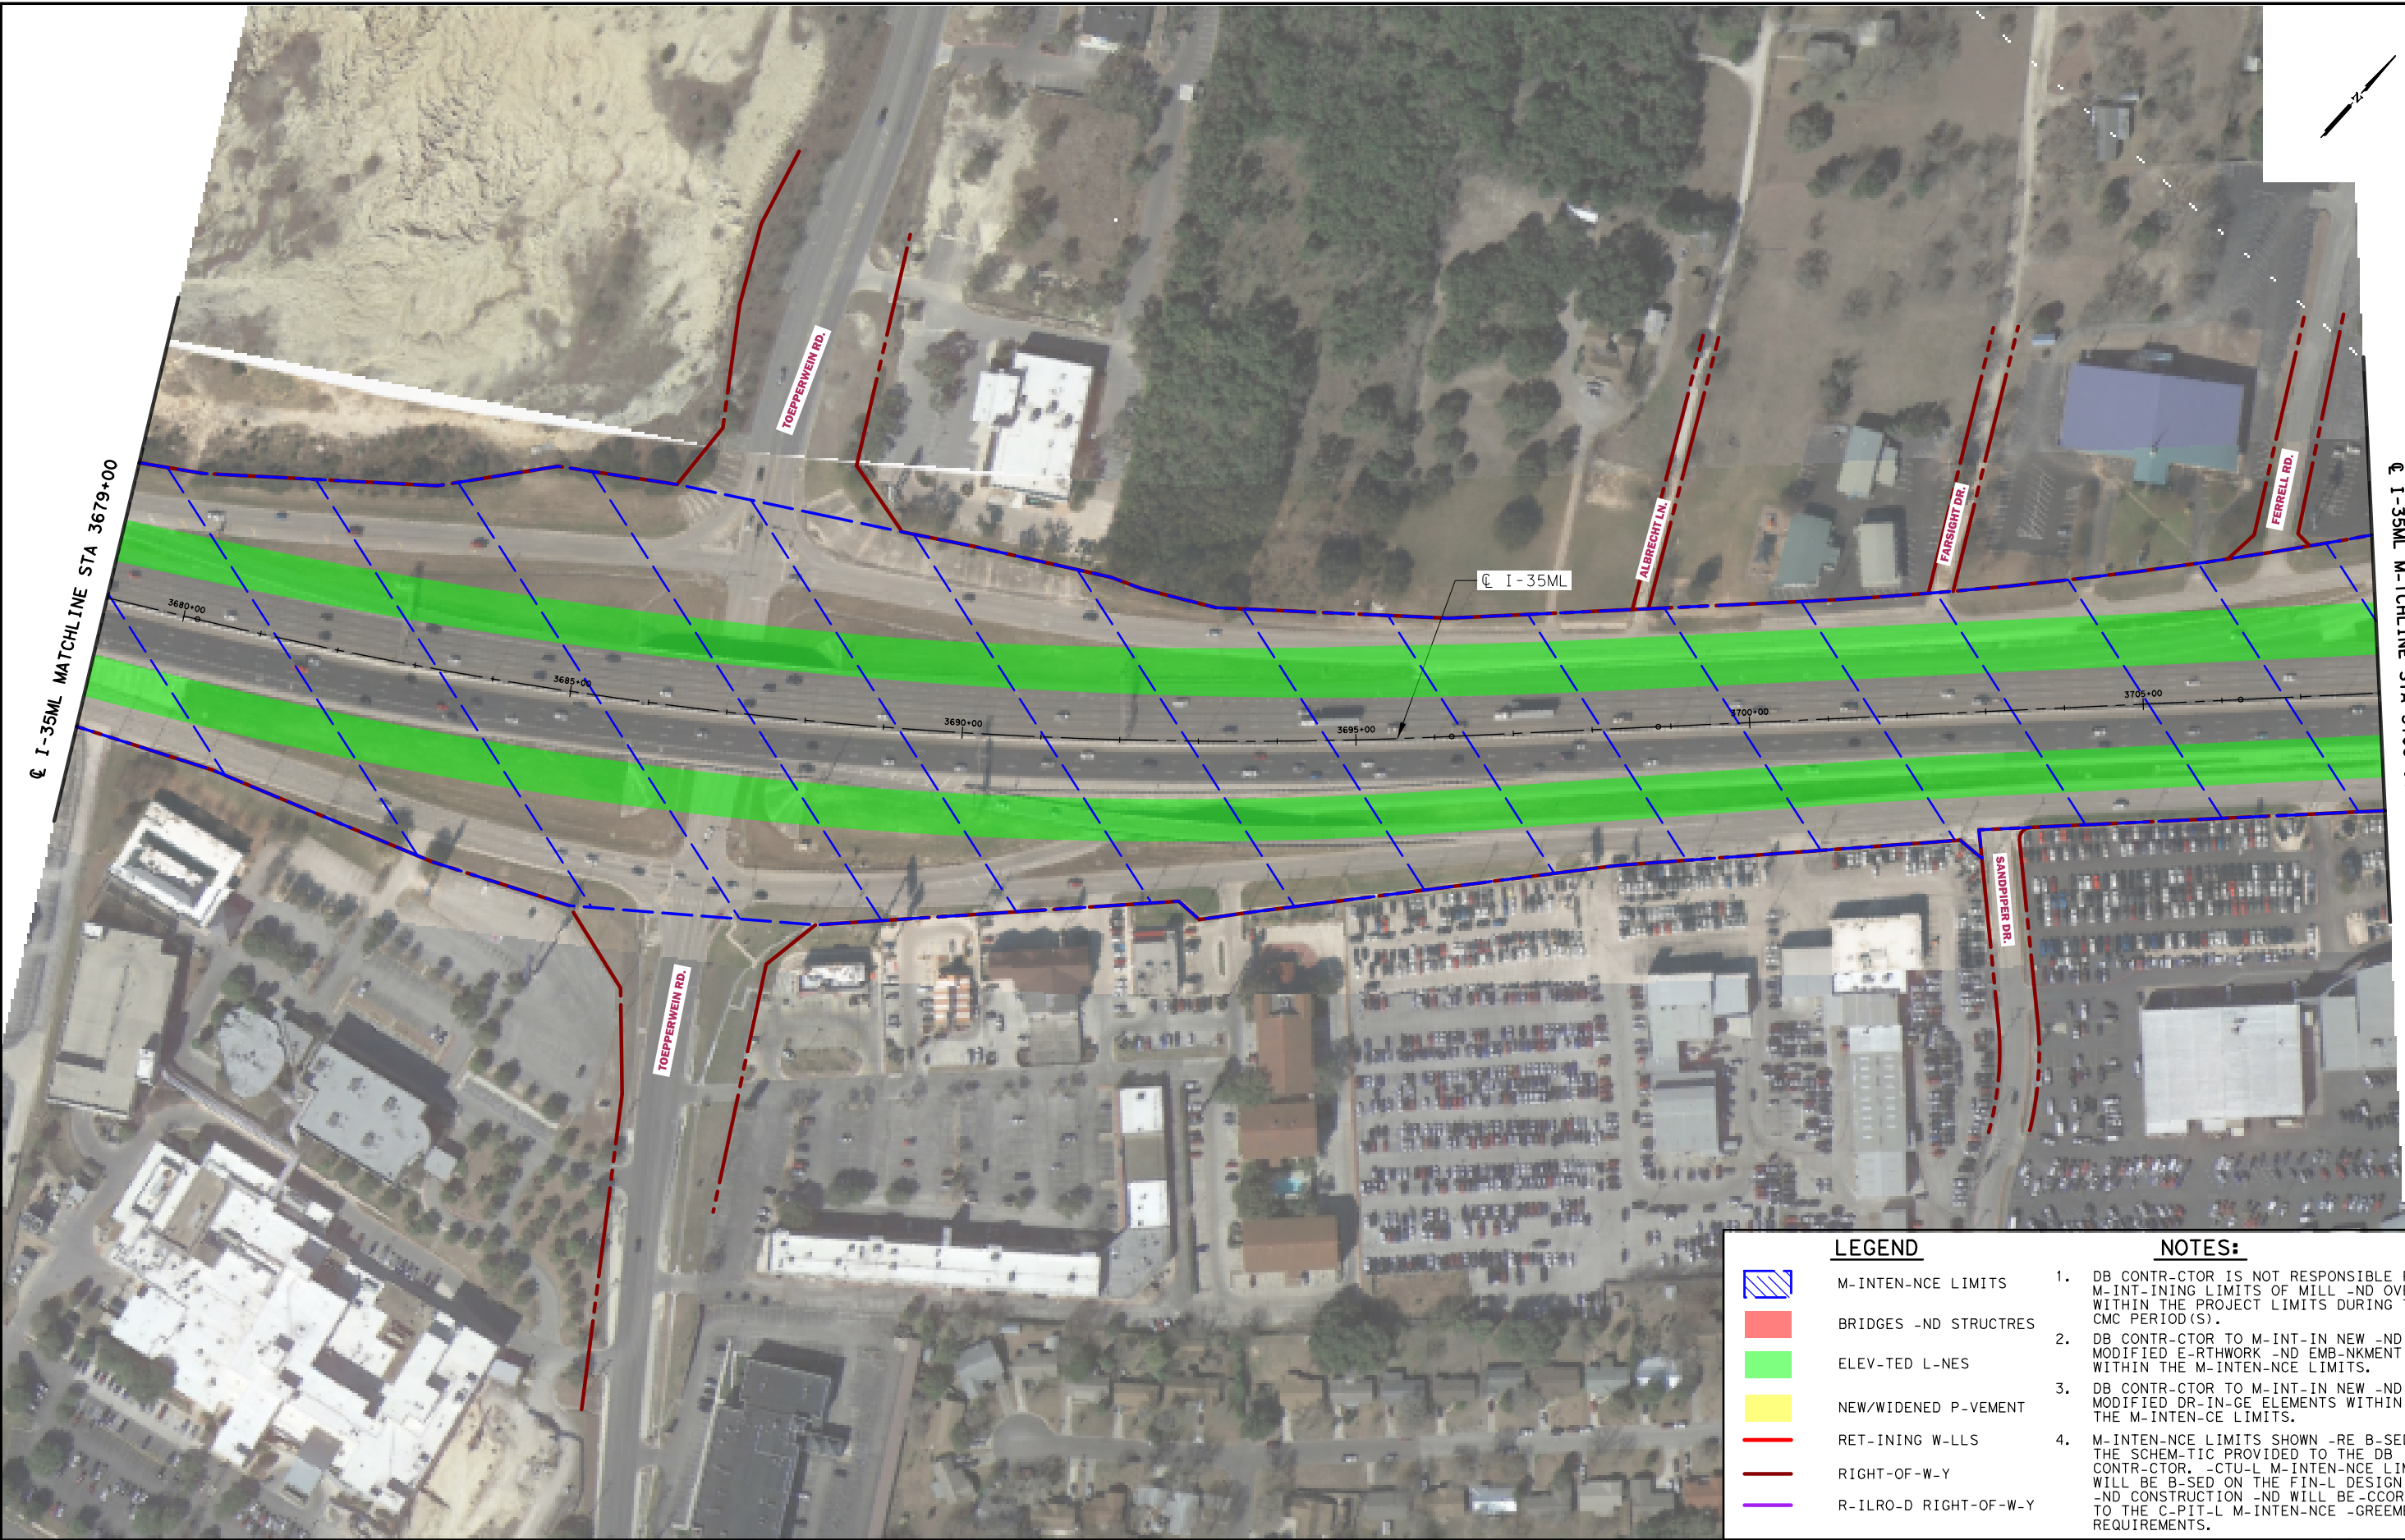 N
TOEPPERWEIN RD.
ALBRECHT LN.
FARSIGHT DR.
FERRELL RD.
℄ I-35ML MATCHLINE STA 3679+00
℄ I-35ML M-TCHLINE STA
℄ I-35ML
3680+00
3685+00
3690+00
3695+00
3700+00
3705+00
SANDPIPER DR.
TOEPPERWEIN RD.
LEGEND
M-INTEN-NCE LIMITS
BRIDGES -ND STRUCTRES
ELEV-TED L-NES
NEW/WIDENED P-VEMENT
RET-INING W-LLS
RIGHT-OF-W-Y
R-ILRO-D RIGHT-OF-W-Y
NOTES:
1. DB CONTR-CTOR IS NOT RESPONSIBLE
M-INT-INING LIMITS OF MILL -ND
WITHIN THE PROJECT LIMITS DURING
CMC PERIOD(S).
2. DB CONTR-CTOR TO M-INT-IN NEW -ND
MODIFIED E-RTHWORK -ND EMB-NKMENT
WITHIN THE M-INTEN-NCE LIMITS.
3. DB CONTR-CTOR TO M-INT-IN NEW -ND
MODIFIED DR-IN-GE ELEMENTS WITHIN
THE M-INTEN-CE LIMITS.
4. M-INTEN-NCE LIMITS SHOWN -RE
THE SCHEM-TIC PROVIDED TO THE DB
CONTR-CTOR. -CTU-L M-INTEN-NCE
WILL BE B-SED ON THE FIN-L DESIGN
-ND CONSTRUCTION -ND WILL BE
TO THE C-PIT-L M-INTEN-NCE
REQUIREMENTS.